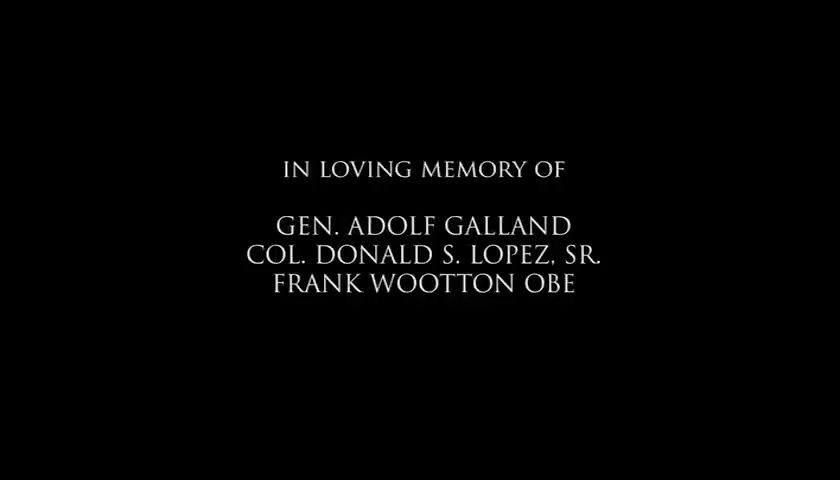 IN LOVING MEMORY OF
GEN. ADOLF GALLAND
COL. DONALD S. LOPEZ, SR.
FRANK WOOTTON OBE